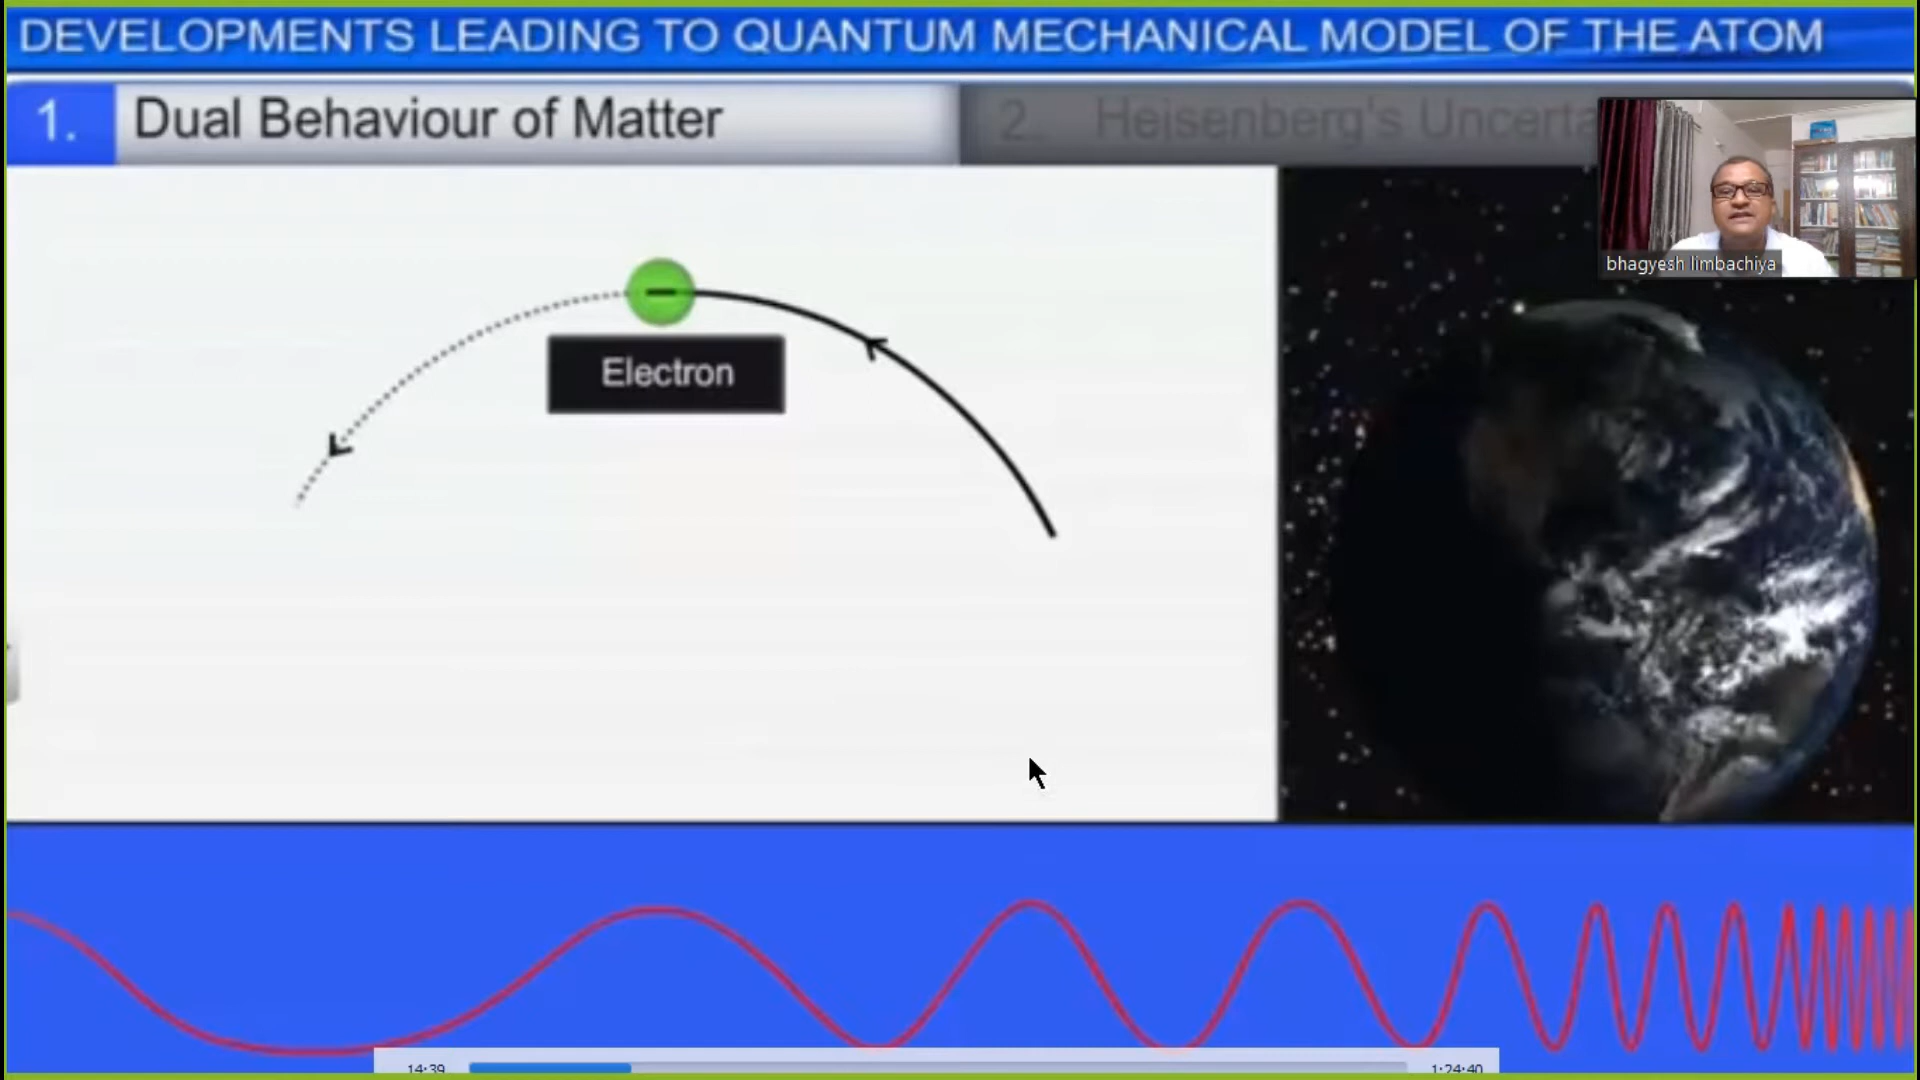 DEVELOPMENTS LEADING TO QUANTUM MECHANICAL MODEL OF THE ATOM
1. Dual Behaviour of Matter
2. Heisenberg's
bhagyesh limbachiya
Electron
14:39
1:24:40